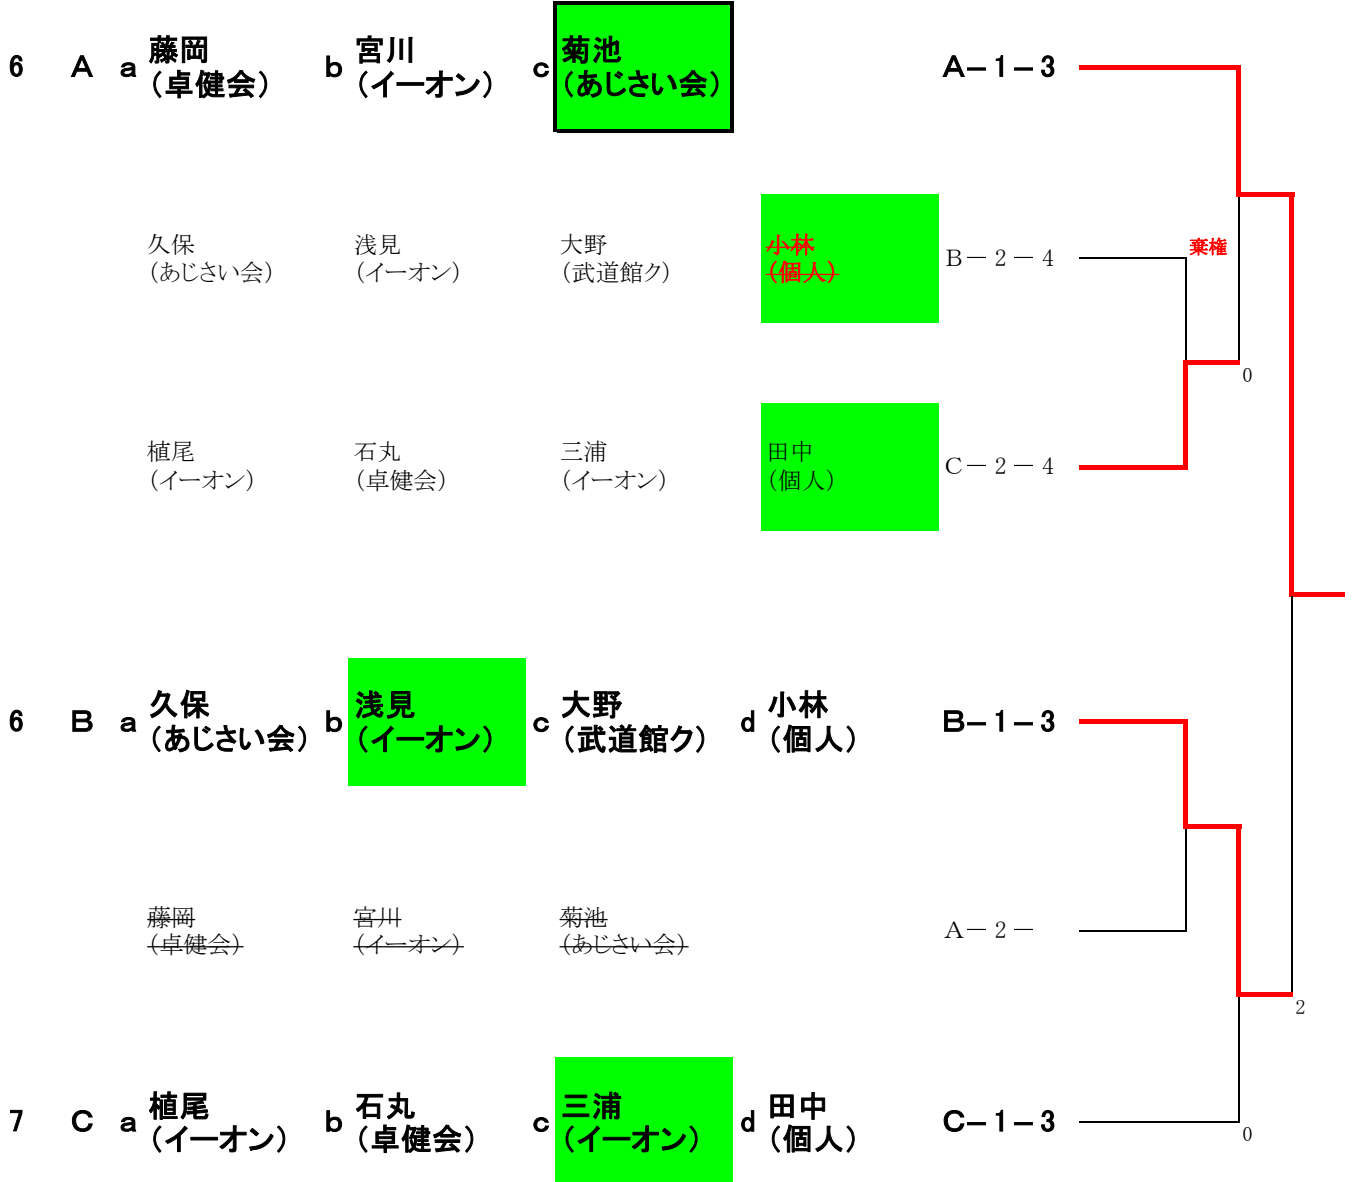 6 A a 藤岡 b 宮川 c 菊池 A－1－3
（卓健会） （イーオン） （あじさい会）
久保 浅見 大野 小林 B－2－4 棄権
（あじさい会） （イーオン） （武道館ク） （個人）
0
植尾 石丸 三浦 田中 C－2－4
（イーオン） （卓健会） （イーオン） （個人）
6 B a 久保 b 浅見 c 大野 d 小林 B－1－3
（あじさい会） （イーオン） （武道館ク） （個人）
藤岡 宮川 菊池 A－2－
（卓健会） （イーオン） （あじさい会）
2
7 C a 植尾 b 石丸 c 三浦 d 田中 C－1－3
（イーオン） （卓健会） （イーオン） （個人）
0